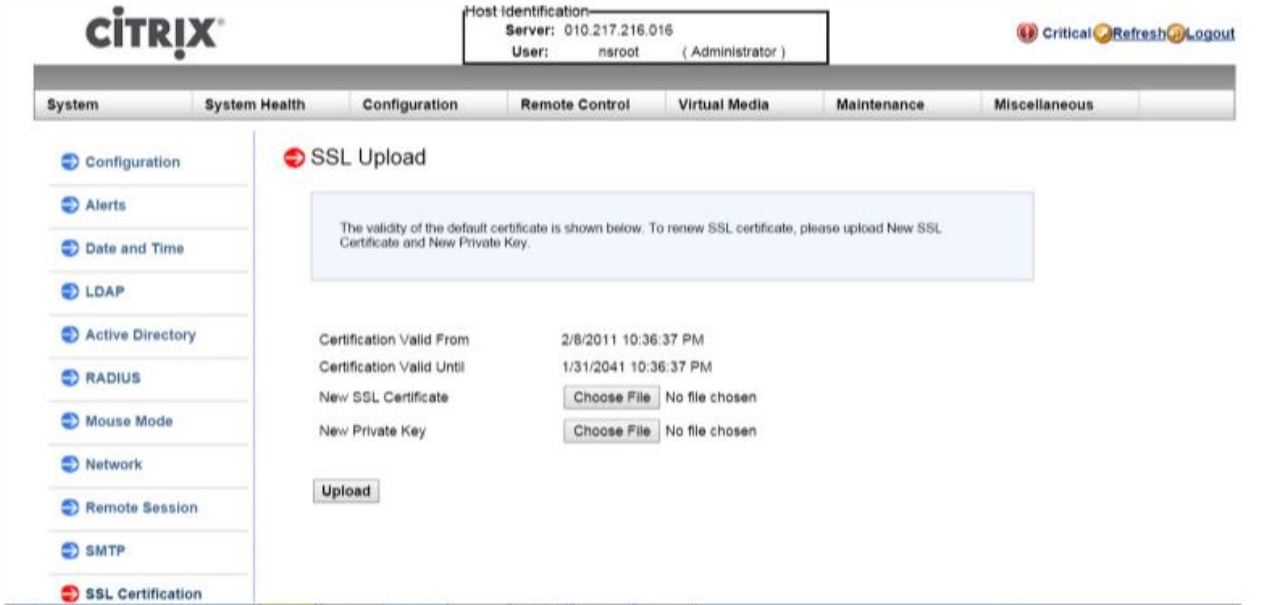 CİTRIX
Host Identification
Server: 010.217.216.016
User: nsroot ( Administrator )
Critical Refresh Logout
System System Health Configuration Remote Control Virtual Media Maintenance Miscellaneous
Configuration
Alerts
Date and Time
LDAP
Active Directory
RADIUS
Mouse Mode
Network
Remote Session
SMTP
SSL Certification
SSL Upload
The validity of the default certificate is shown below. To renew SSL certificate, please upload New SSL
Certificate and New Private Key.
Certification Valid From 2/8/2011 10:36:37 PM
Certification Valid Until 1/31/2041 10:36:37 PM
New SSL Certificate Choose File No file chosen
New Private Key Choose File No file chosen
Upload